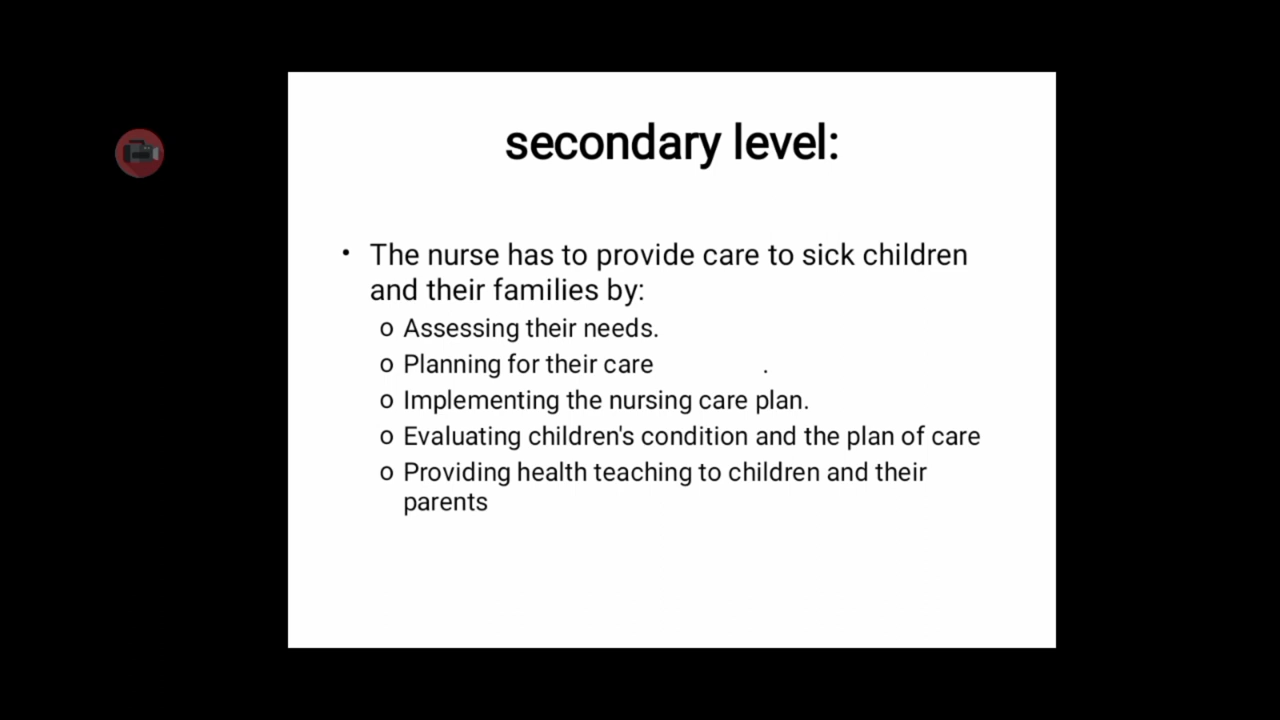 secondary level:
• The nurse has to provide care to sick children
and their families by:
o Assessing their needs.
o Planning for their care .
o Implementing the nursing care plan.
o Evaluating children's condition and the plan of care
o Providing health teaching to children and their
parents